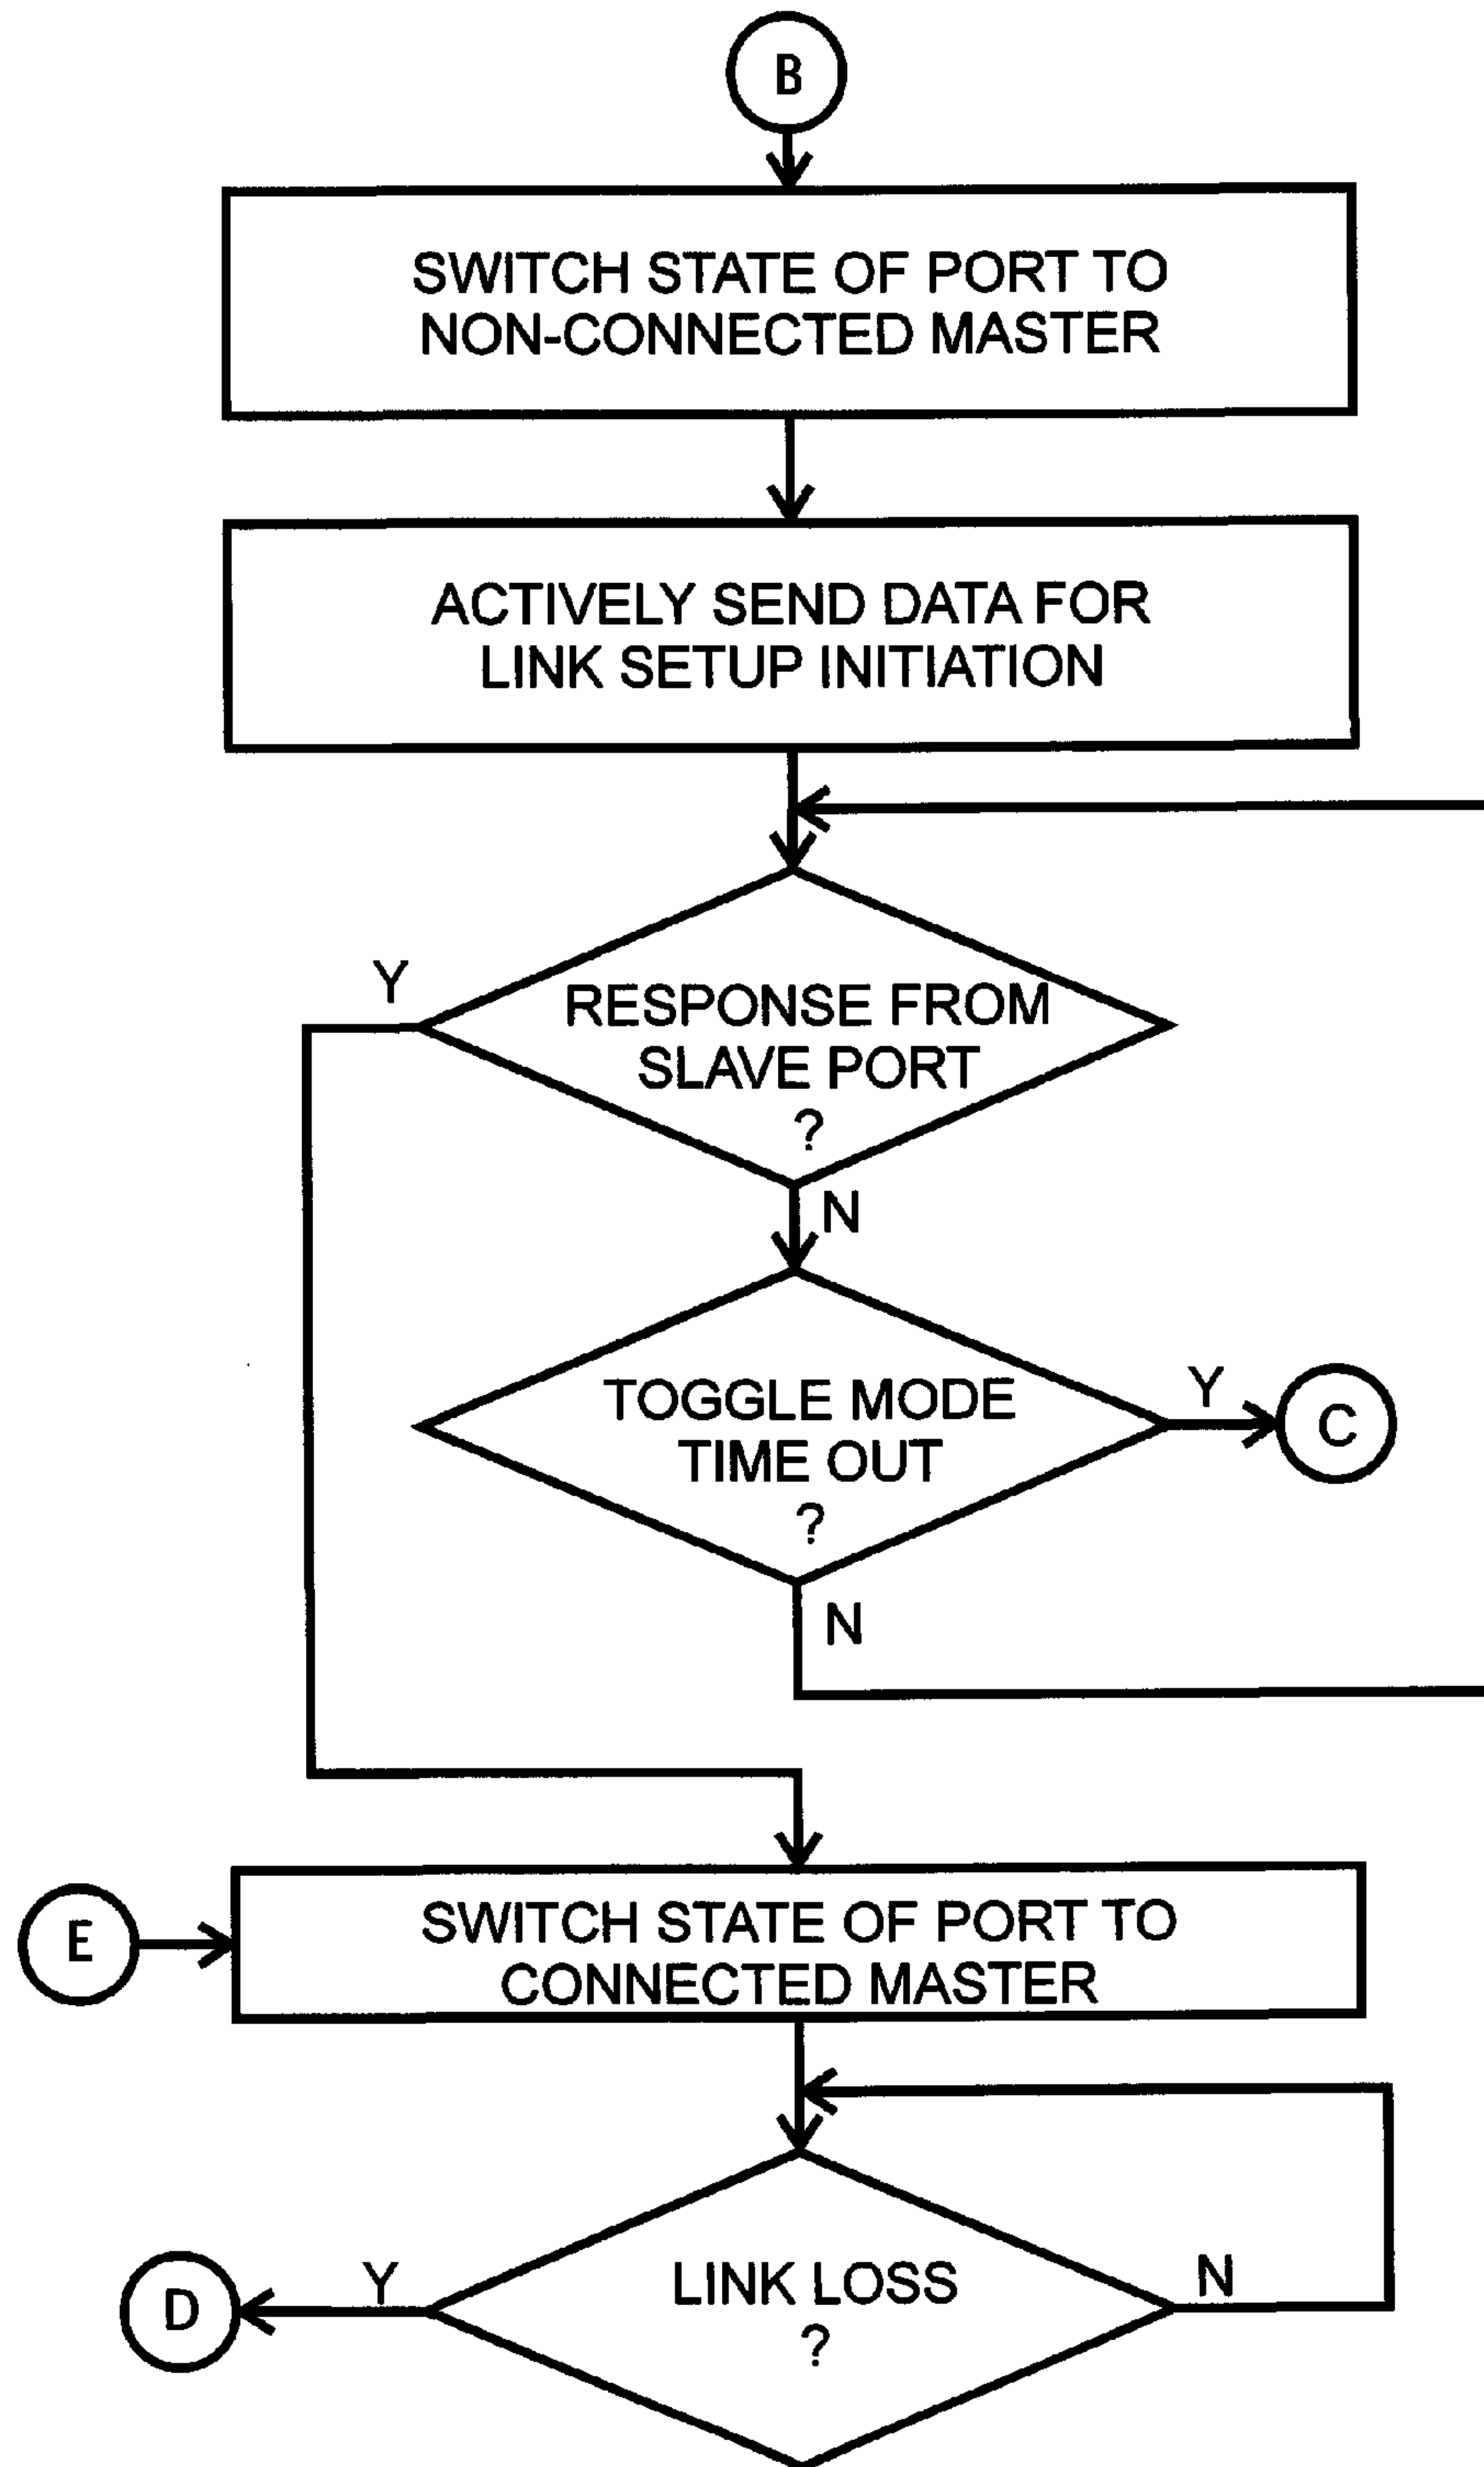 B
SWITCH STATE OF PORT TO
NON-CONNECTED MASTER
ACTIVELY SEND DATA FOR
LINK SETUP INITIATION
Y
RESPONSE FROM
SLAVE PORT
?
N
TOGGLE MODE
TIME OUT
?
Y
C
N
E
SWITCH STATE OF PORT TO
CONNECTED MASTER
D
Y
LINK LOSS
?
N